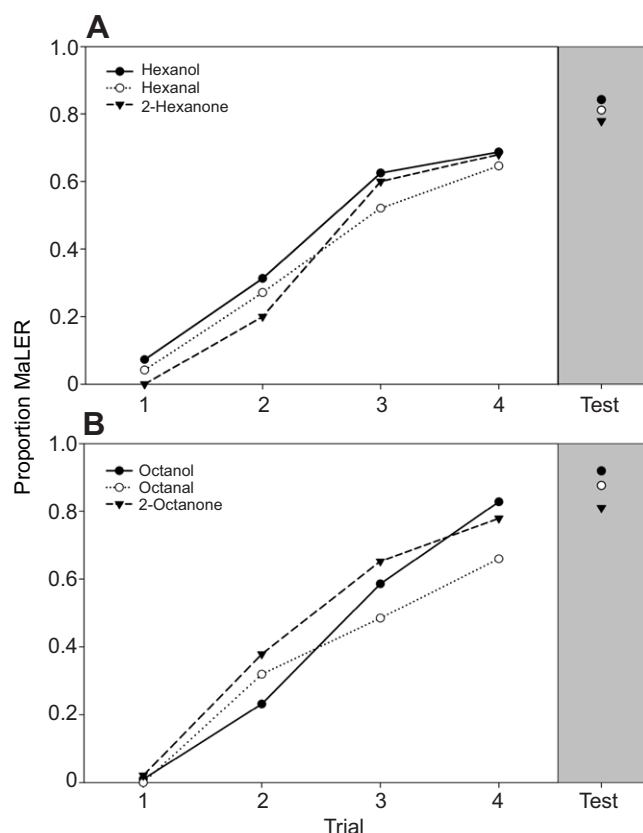 A
1.0
0.8
0.6
0.4
0.2
0
Hexanol
Hexanal
2-Hexanone
1 2 3 4 Test
Proportion MaLER
B
1.0
0.8
0.6
0.4
0.2
0
Octanol
Octanal
2-Octanone
1 2 3 4 Test
Trial